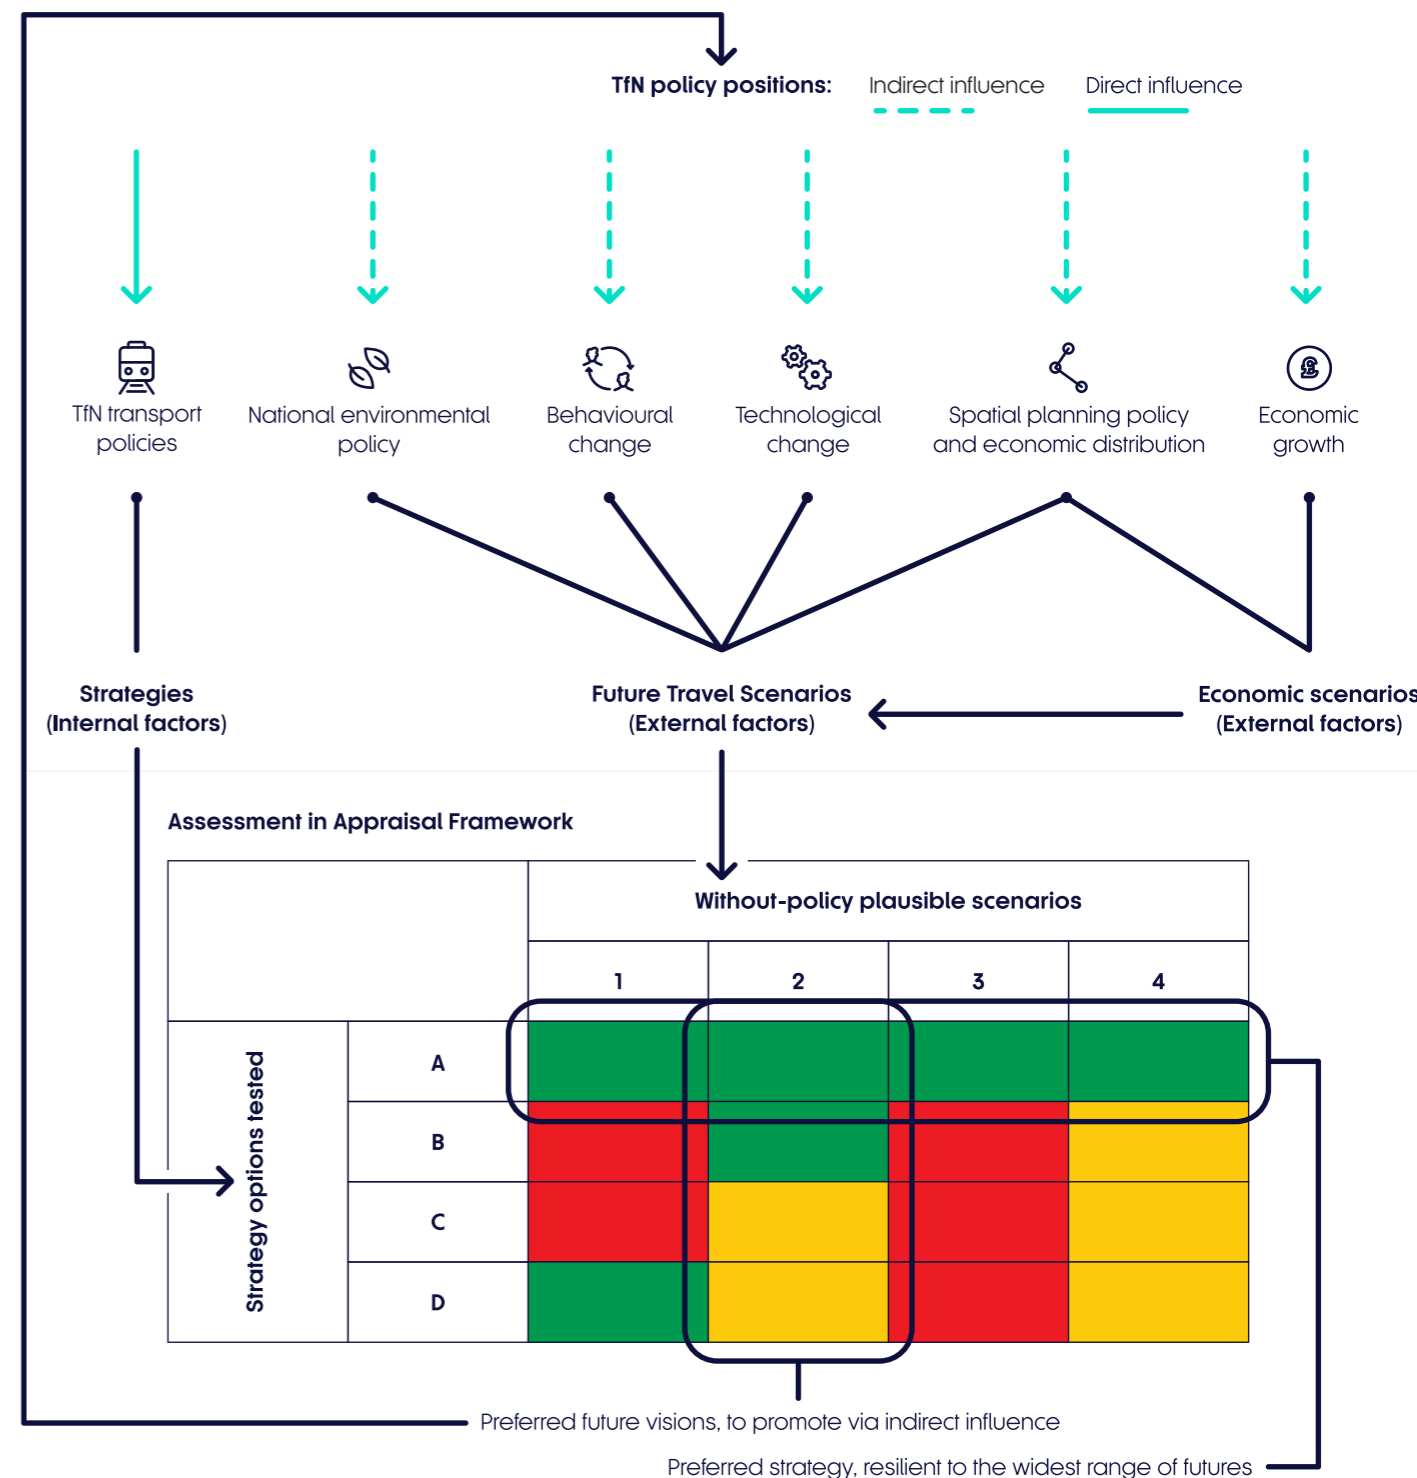 TfN policy positions: Indirect influence Direct influence
TfN transport
policies
National environmental
policy
Behavioural
change
Technological
change
Spatial planning policy
and economic distribution
Economic
growth
Strategies
(Internal factors)
Future Travel Scenarios
(External factors)
Economic scenarios
(External factors)
Assessment in Appraisal Framework
Without-policy plausible scenarios
1 2 3 4
Strategy options tested
A
B
C
D
Preferred future visions, to promote via indirect influence
Preferred strategy, resilient to the widest range of futures